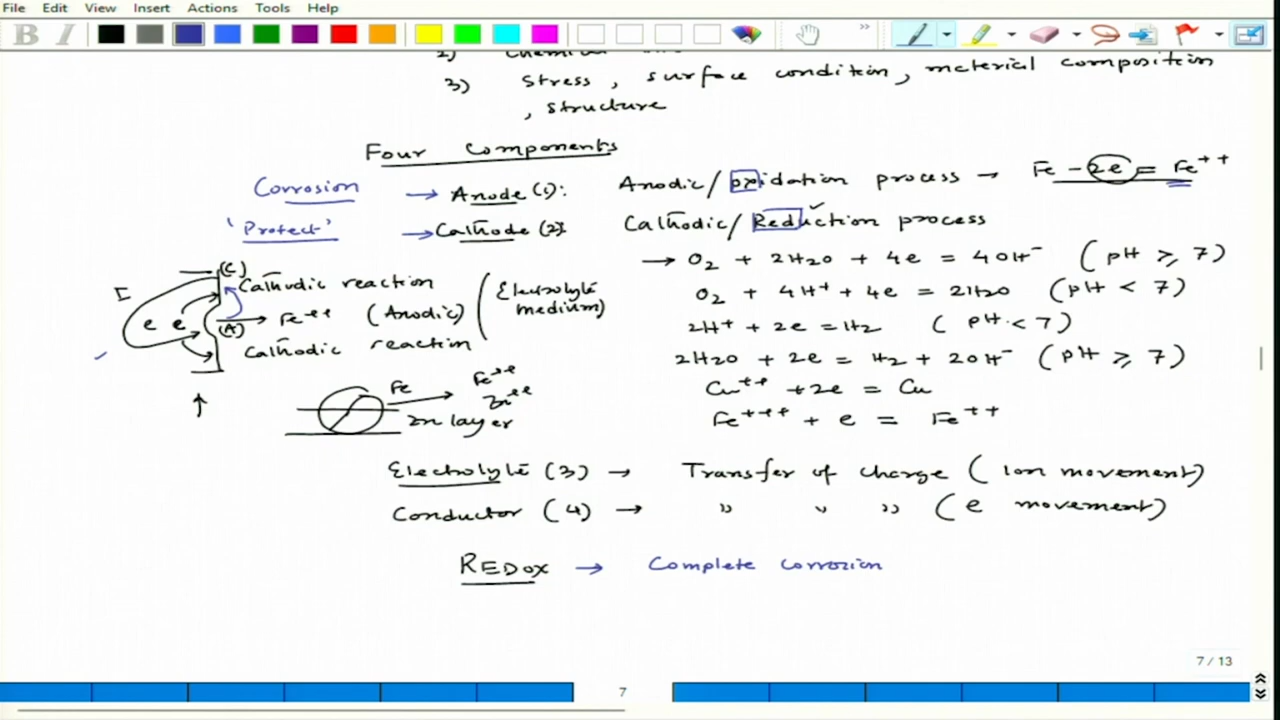 File Edit View Insert Actions Tools Help
B I
2) Chemical
3) Stress, surface condition, material composition
, structure
Four Components
Corrosion → Anode (1): Anodic/oxidation process → Fe - 2e = Fe++
'Protect' → Cathode (2): Cathodic/Reduction process
→ O2 + 2H2O + 4e = 4OH- (pH ≥ 7)
O2 + 4H+ + 4e = 2H2O (pH < 7)
2H+ + 2e = H2 (pH < 7)
2H2O + 2e = H2 + 2OH- (pH ≥ 7)
Cu++ + 2e = Cu
Fe+++ + e = Fe++
(C)
Cathodic reaction
I
e e
(A)
→ Fe++ (Anodic)
(Electrolyte
medium)
Cathodic reaction
Fe
Fe++
Zn++
Zn layer
Electrolyte (3) → Transfer of charge (Ion movement)
Conductor (4) → " " " (e movement)
REDOX → Complete corrosion
7 / 13
7